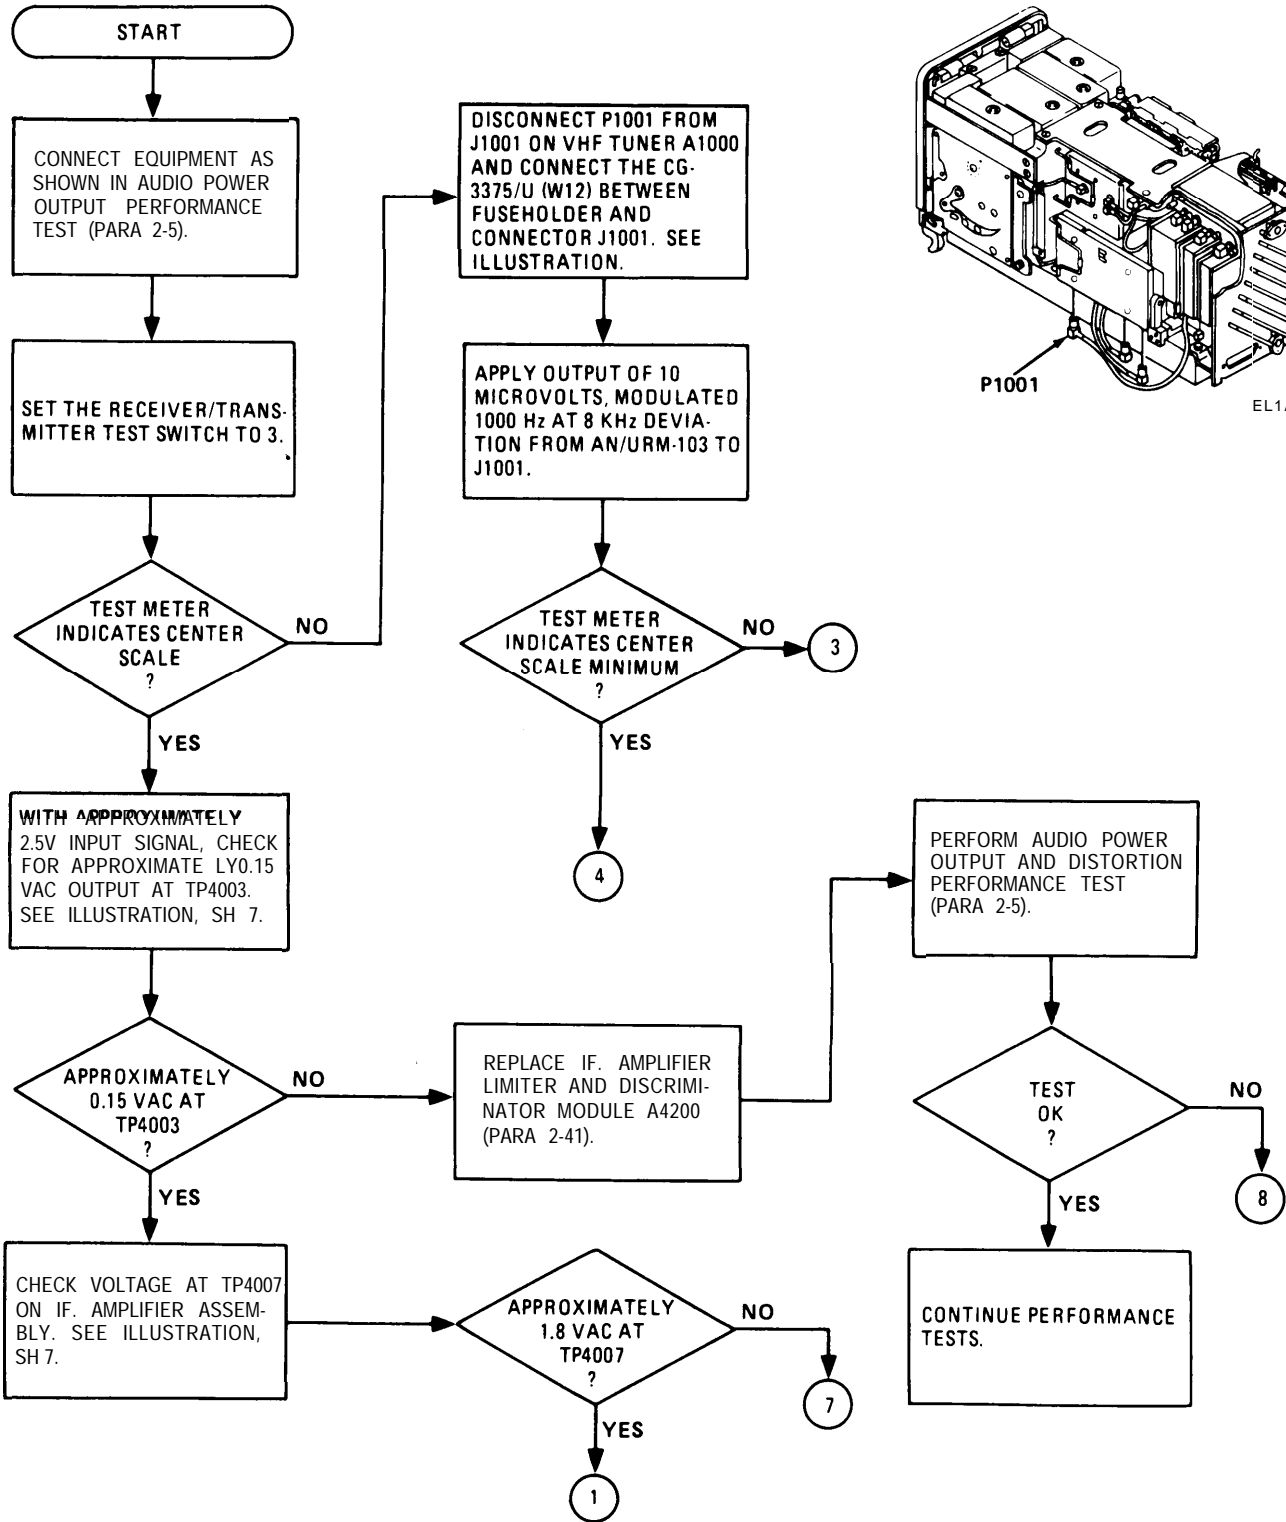 START
CONNECT EQUIPMENT AS
SHOWN IN AUDIO POWER
OUTPUT PERFORMANCE
TEST (PARA 2-5).
SET THE RECEIVER/TRANS-
MITTER TEST SWITCH TO 3.
TEST METER
INDICATES CENTER
SCALE
?
NO
YES
DISCONNECT P1001 FROM
J1001 ON VHF TUNER A1000
AND CONNECT THE CG-
3375/U (W12) BETWEEN
FUSEHOLDER AND
CONNECTOR J1001. SEE
ILLUSTRATION.
APPLY OUTPUT OF 10
MICROVOLTS, MODULATED
1000 Hz AT 8 KHz DEVIA-
TION FROM AN/URM-103 TO
J1001.
TEST METER
INDICATES CENTER
SCALE MINIMUM
?
NO
3
YES
4
P1001
EL1
WITH APPROXIMATELY
2.5V INPUT SIGNAL, CHECK
FOR APPROXIMATE LY0.15
VAC OUTPUT AT TP4003.
SEE ILLUSTRATION, SH 7.
APPROXIMATELY
0.15 VAC AT
TP4003
?
NO
YES
REPLACE IF. AMPLIFIER
LIMITER AND DISCRIMI-
NATOR MODULE A4200
(PARA 2-41).
PERFORM AUDIO POWER
OUTPUT AND DISTORTION
PERFORMANCE TEST
(PARA 2-5).
TEST
OK
?
NO
8
YES
CONTINUE PERFORMANCE
TESTS.
CHECK VOLTAGE AT TP4007
ON IF. AMPLIFIER ASSEM-
BLY. SEE ILLUSTRATION,
SH 7.
APPROXIMATELY
1.8 VAC AT
TP4007
?
NO
7
YES
1